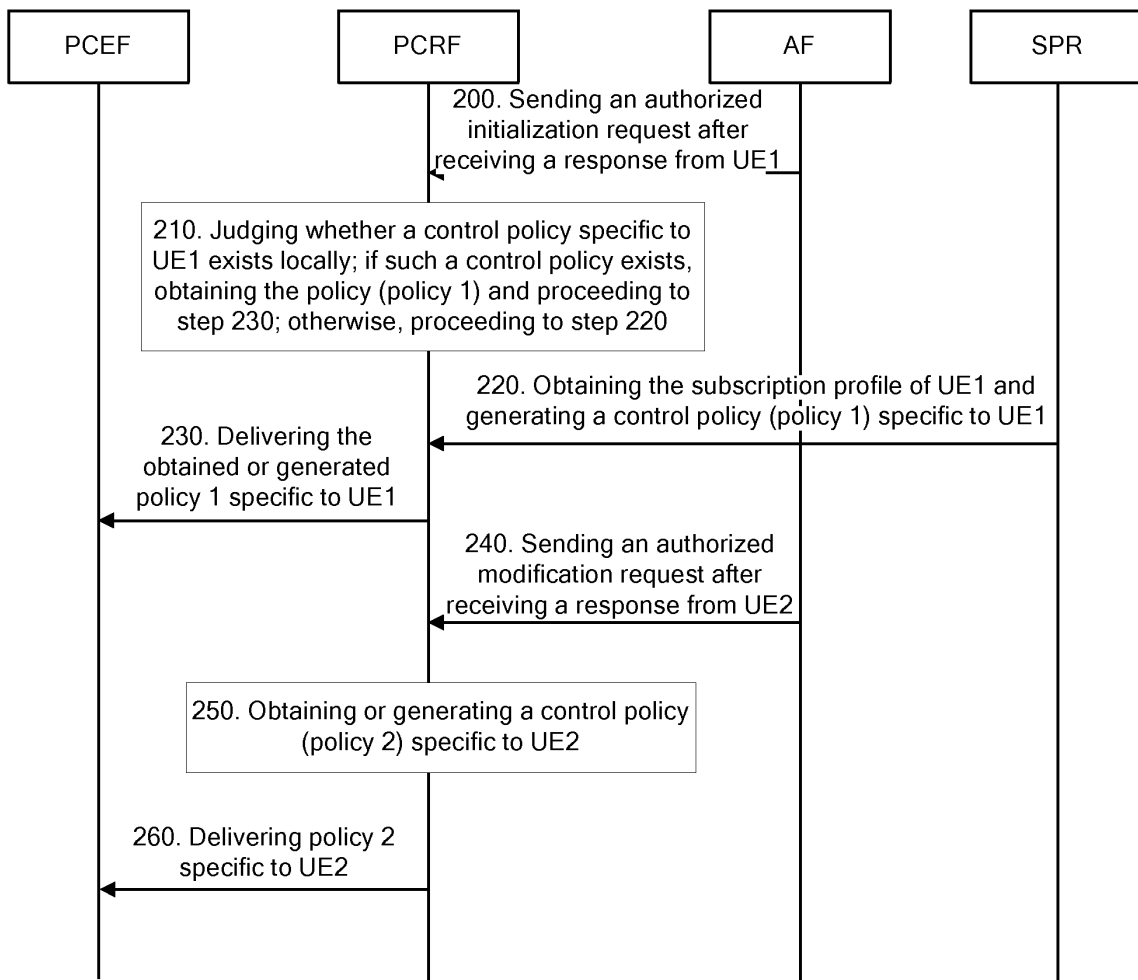 PCEF
PCRF
AF
SPR
200. Sending an authorized
initialization request after
receiving a response from UE1
210. Judging whether a control policy specific to
UE1 exists locally; if such a control policy exists,
obtaining the policy (policy 1) and proceeding to
step 230; otherwise, proceeding to step 220
220. Obtaining the subscription profile of UE1 and
generating a control policy (policy 1) specific to UE1
230. Delivering the
obtained or generated
policy 1 specific to UE1
240. Sending an authorized
modification request after
receiving a response from UE2
250. Obtaining or generating a control policy
(policy 2) specific to UE2
260. Delivering policy 2
specific to UE2